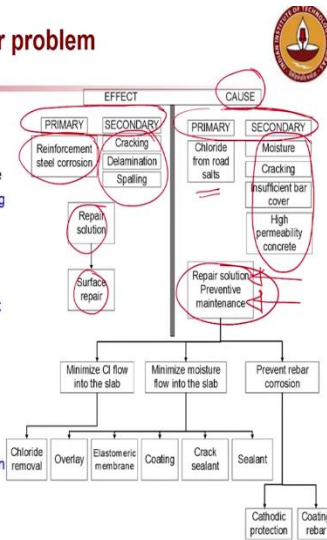 r problem
EFFECT
CAUSE
PRIMARY
SECONDARY
PRIMARY
SECONDARY
Reinforcement
steel corrosion
Cracking
Delamination
Spalling
Chloride
from road
salts
Moisture
Cracking
Insufficient bar
cover
High
permeability
concrete
Repair
solution
Surface
repair
Repair solution
Preventive
maintenance
Minimize Cl flow
into the slab
Minimize moisture
flow into the slab
Prevent rebar
corrosion
Chloride
removal
Overlay
Elastomeric
membrane
Coating
Crack
sealant
Sealant
Cathodic
protection
Coating
rebar